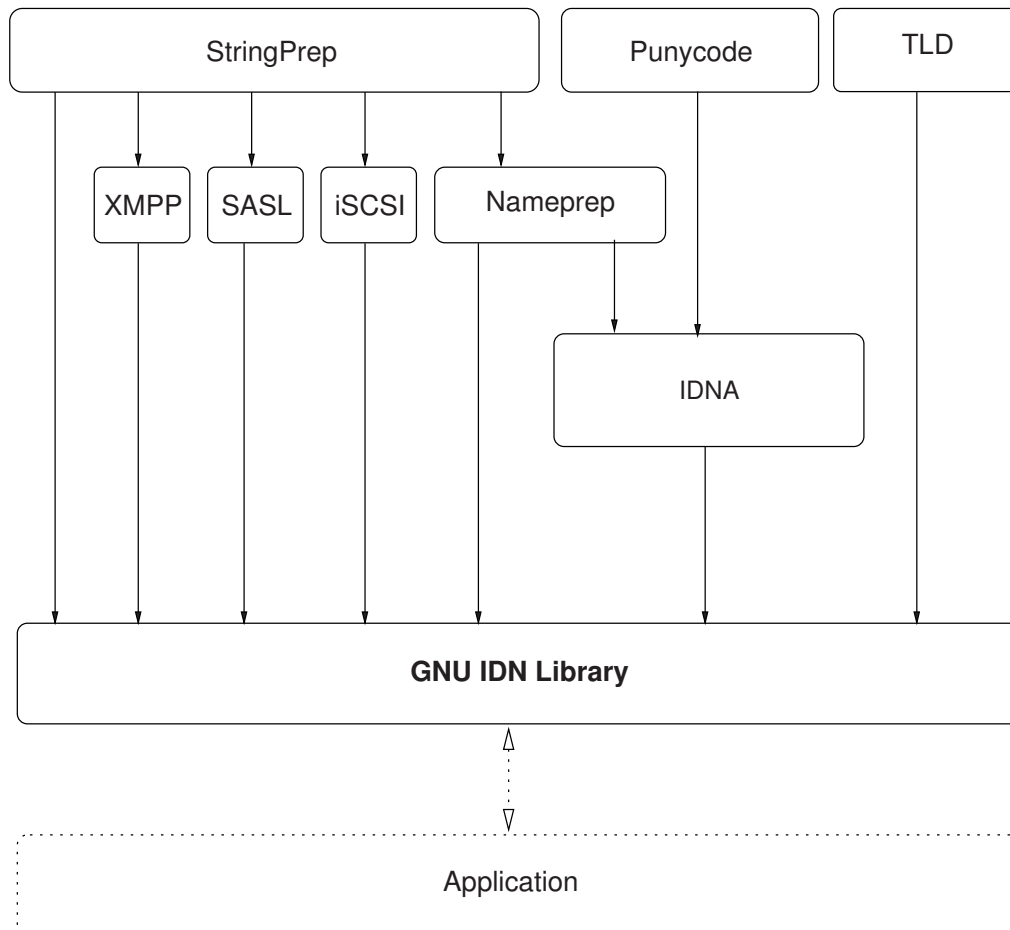 StringPrep
Punycode
TLD
XMPP
SASL
iSCSI
Nameprep
IDNA
GNU IDN Library
Application